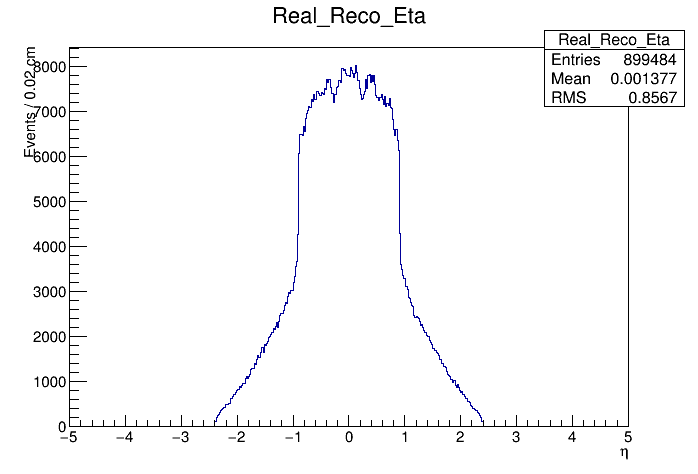 Real_Reco_Eta
Real_Reco_Eta
Entries 899484
Mean 0.001377
RMS 0.8567
Events / 0.02 cm
8000
7000
6000
5000
4000
3000
2000
1000
0
−5 −4 −3 −2 −1 0 1 2 3 4 5
η